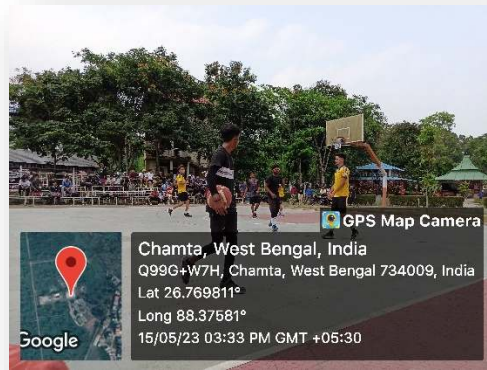 GPS Map Camera
Chamta, West Bengal, India
Q99G+W7H, Chamta, West Bengal 734009, India
Lat 26.769811°
Long 88.37581°
15/05/23 03:33 PM GMT +05:30
Google